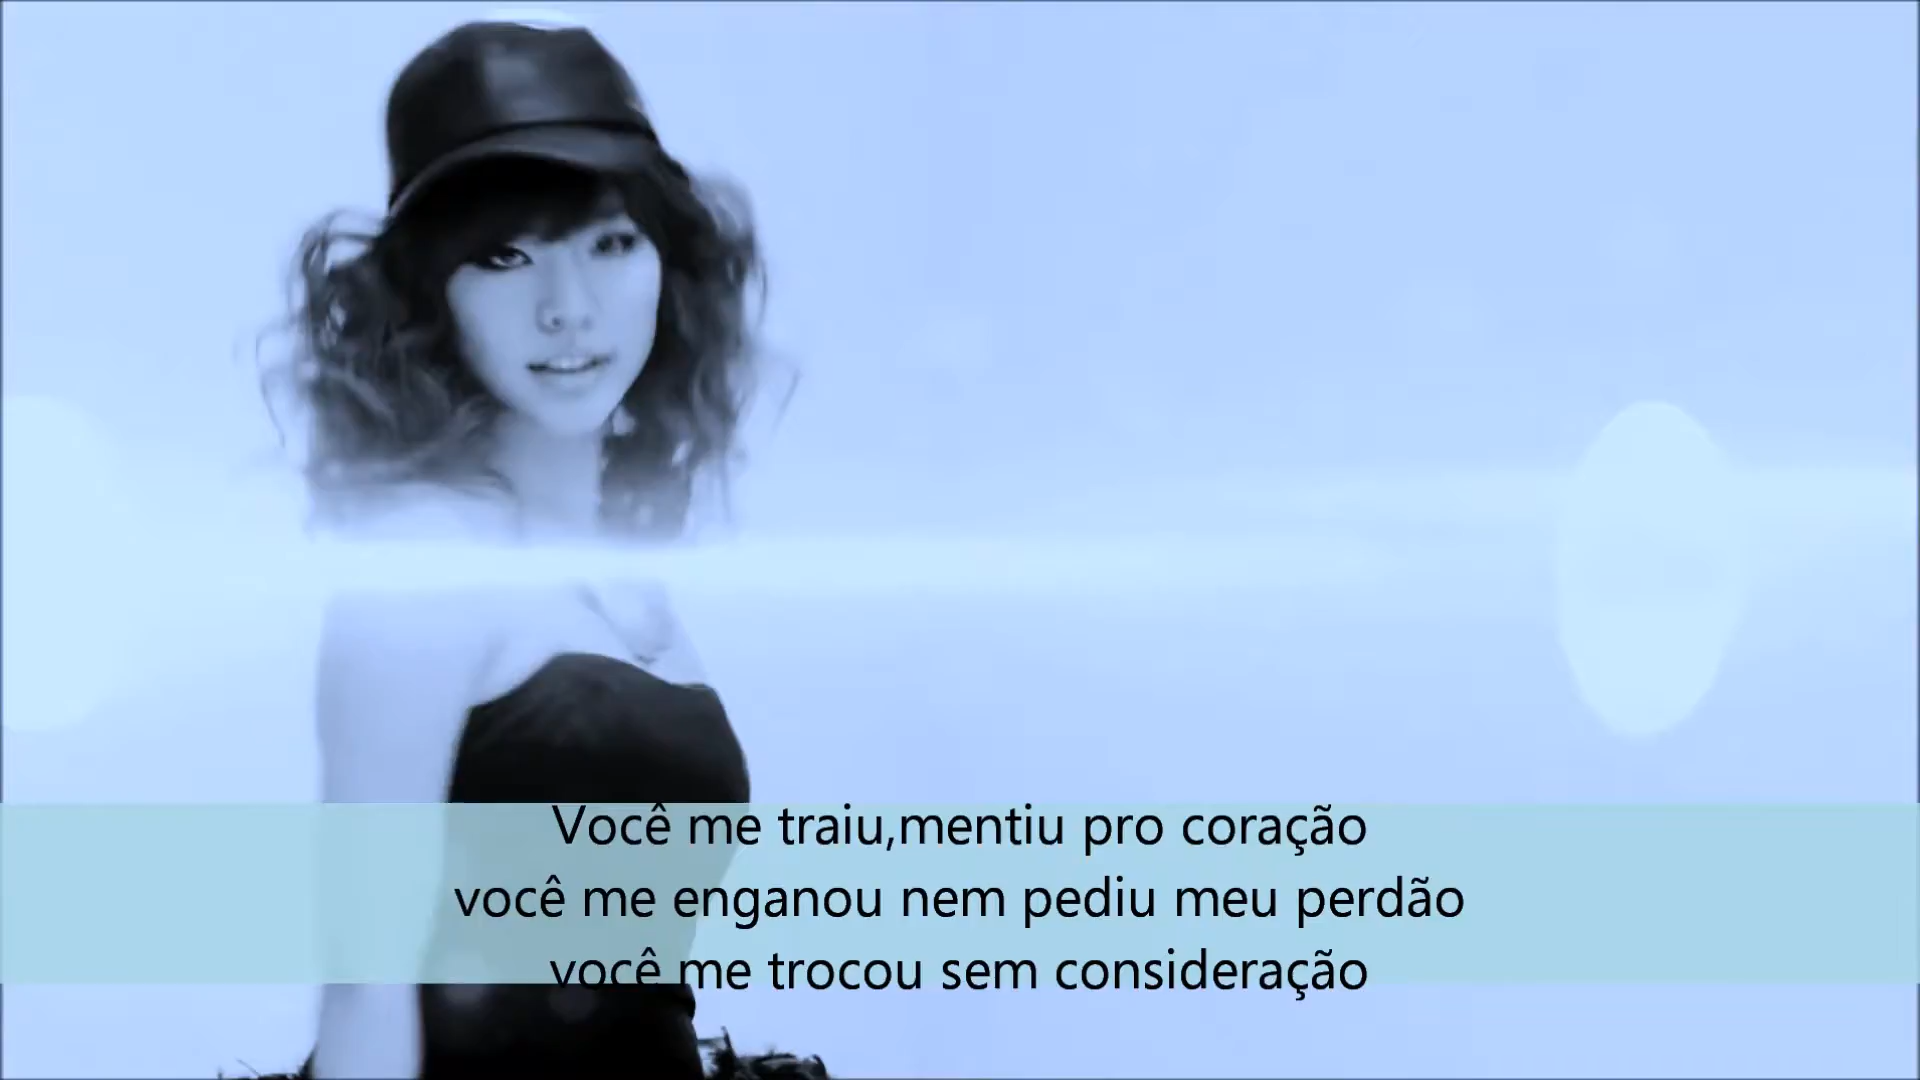 Você me traiu,mentiu pro coração
você me enganou nem pediu meu perdão
você me trocou sem consideração